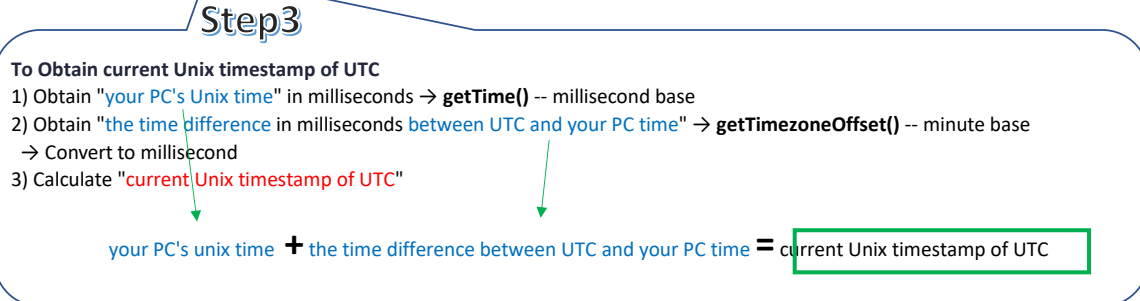 Step3
To Obtain current Unix timestamp of UTC
1) Obtain "your PC's Unix time" in milliseconds → getTime() -- millisecond base
2) Obtain "the time difference in milliseconds between UTC and your PC time" → getTimezoneOffset() -- minute base
→ Convert to millisecond
3) Calculate "current Unix timestamp of UTC"
your PC's unix time + the time difference between UTC and your PC time = current Unix timestamp of UTC